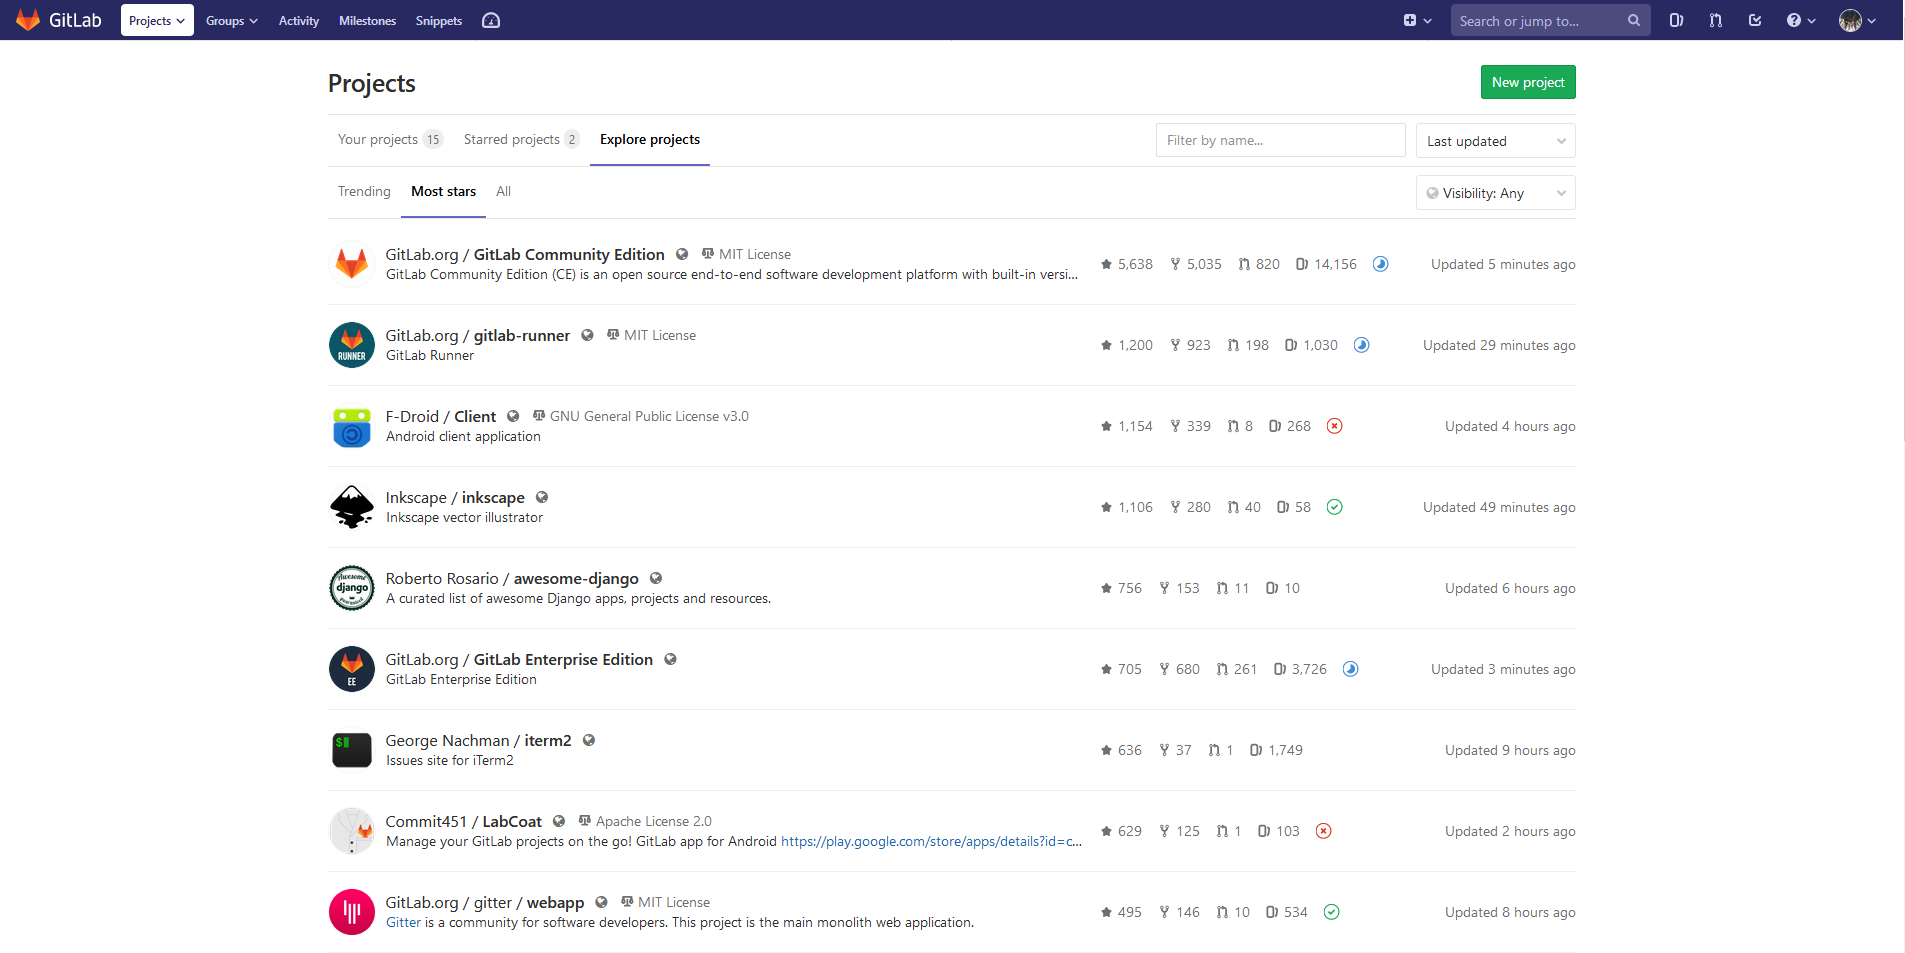 GitLab Projects Groups Activity Milestones Snippets Search or jump to...
Projects New project
Your projects 15 Starred projects 2 Explore projects Filter by name... Last updated
Trending Most stars All Visibility: Any
GitLab.org / GitLab Community Edition MIT License
GitLab Community Edition (CE) is an open source end-to-end software development platform with built-in versi...
5,638 5,035 820 14,156 Updated 5 minutes ago
GitLab.org / gitlab-runner MIT License
RUNNER
GitLab Runner
1,200 923 198 1,030 Updated 29 minutes ago
F-Droid / Client GNU General Public License v3.0
Android client application
1,154 339 8 268 Updated 4 hours ago
Inkscape / inkscape
Inkscape vector illustrator
1,106 280 40 58 Updated 49 minutes ago
Awesome
django
Roberto Rosario / awesome-django
A curated list of awesome Django apps, projects and resources.
756 153 11 10 Updated 6 hours ago
GitLab.org / GitLab Enterprise Edition
EE
GitLab Enterprise Edition
705 680 261 3,726 Updated 3 minutes ago
$
George Nachman / iterm2
Issues site for iTerm2
636 37 1 1,749 Updated 9 hours ago
Commit451 / LabCoat Apache License 2.0
Manage your GitLab projects on the go! GitLab app for Android https://play.google.com/store/apps/details?id=c...
629 125 1 103 Updated 2 hours ago
GitLab.org / gitter / webapp MIT License
Gitter is a community for software developers. This project is the main monolith web application.
495 146 10 534 Updated 8 hours ago